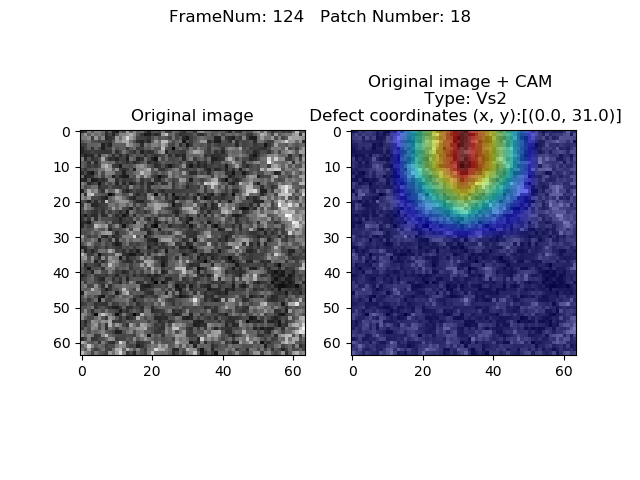 FrameNum: 124   Patch Number: 18
Original image
Original image + CAM
Type: Vs2
Defect coordinates (x, y):[(0.0, 31.0)]
0
10
20
30
40
50
60
0 20 40 60
0
10
20
30
40
50
60
0 20 40 60